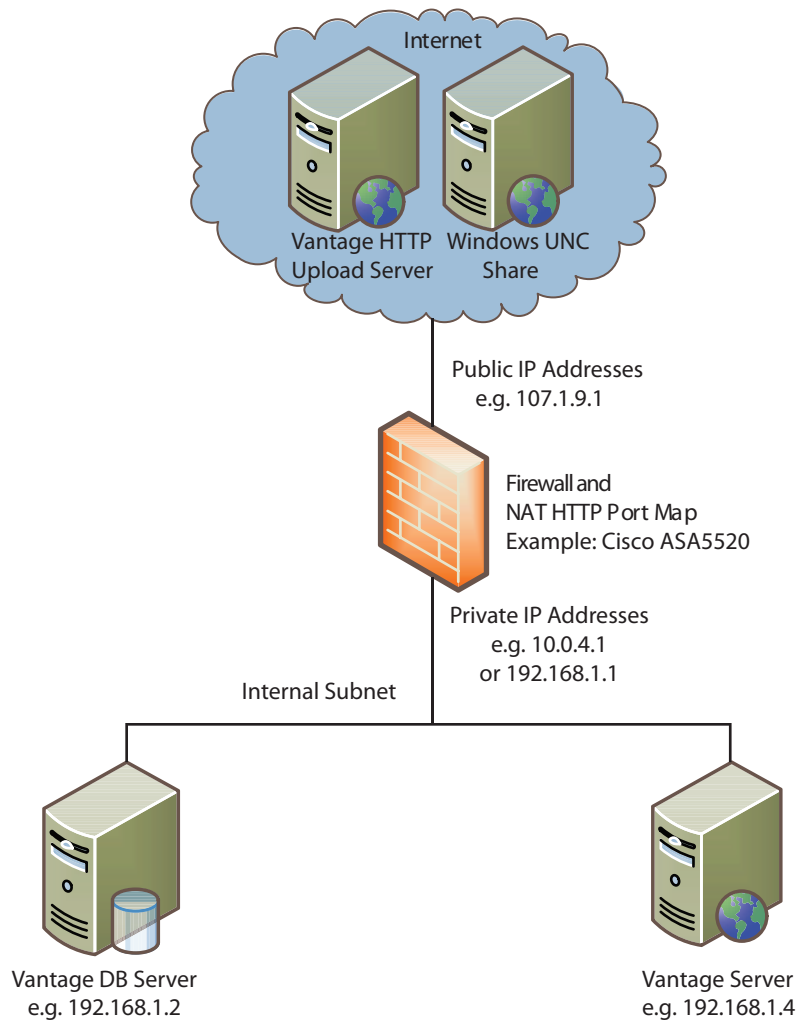 Internet
Vantage HTTP
Upload Server
Windows UNC
Share
Public IP Addresses
e.g. 107.1.9.1
Firewall and
NAT HTTP Port Map
Example: Cisco ASA5520
Private IP Addresses
e.g. 10.0.4.1
or 192.168.1.1
Internal Subnet
Vantage DB Server
e.g. 192.168.1.2
Vantage Server
e.g. 192.168.1.4